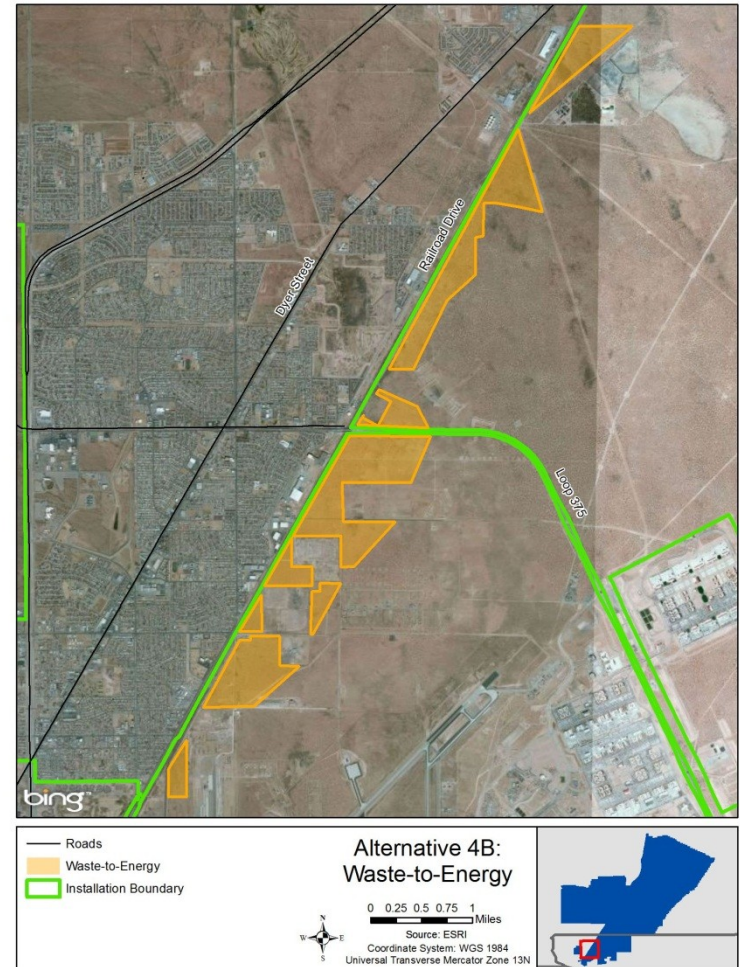 Railroad Drive
Dyer Street
Loop 375
bing™
Roads
Waste-to-Energy
Installation Boundary
Alternative 4B:
Waste-to-Energy
0 0.25 0.5 0.75 1
Miles
Source: ESRI
Coordinate System: WGS 1984
Universal Transverse Mercator Zone 13N
N
W E
S